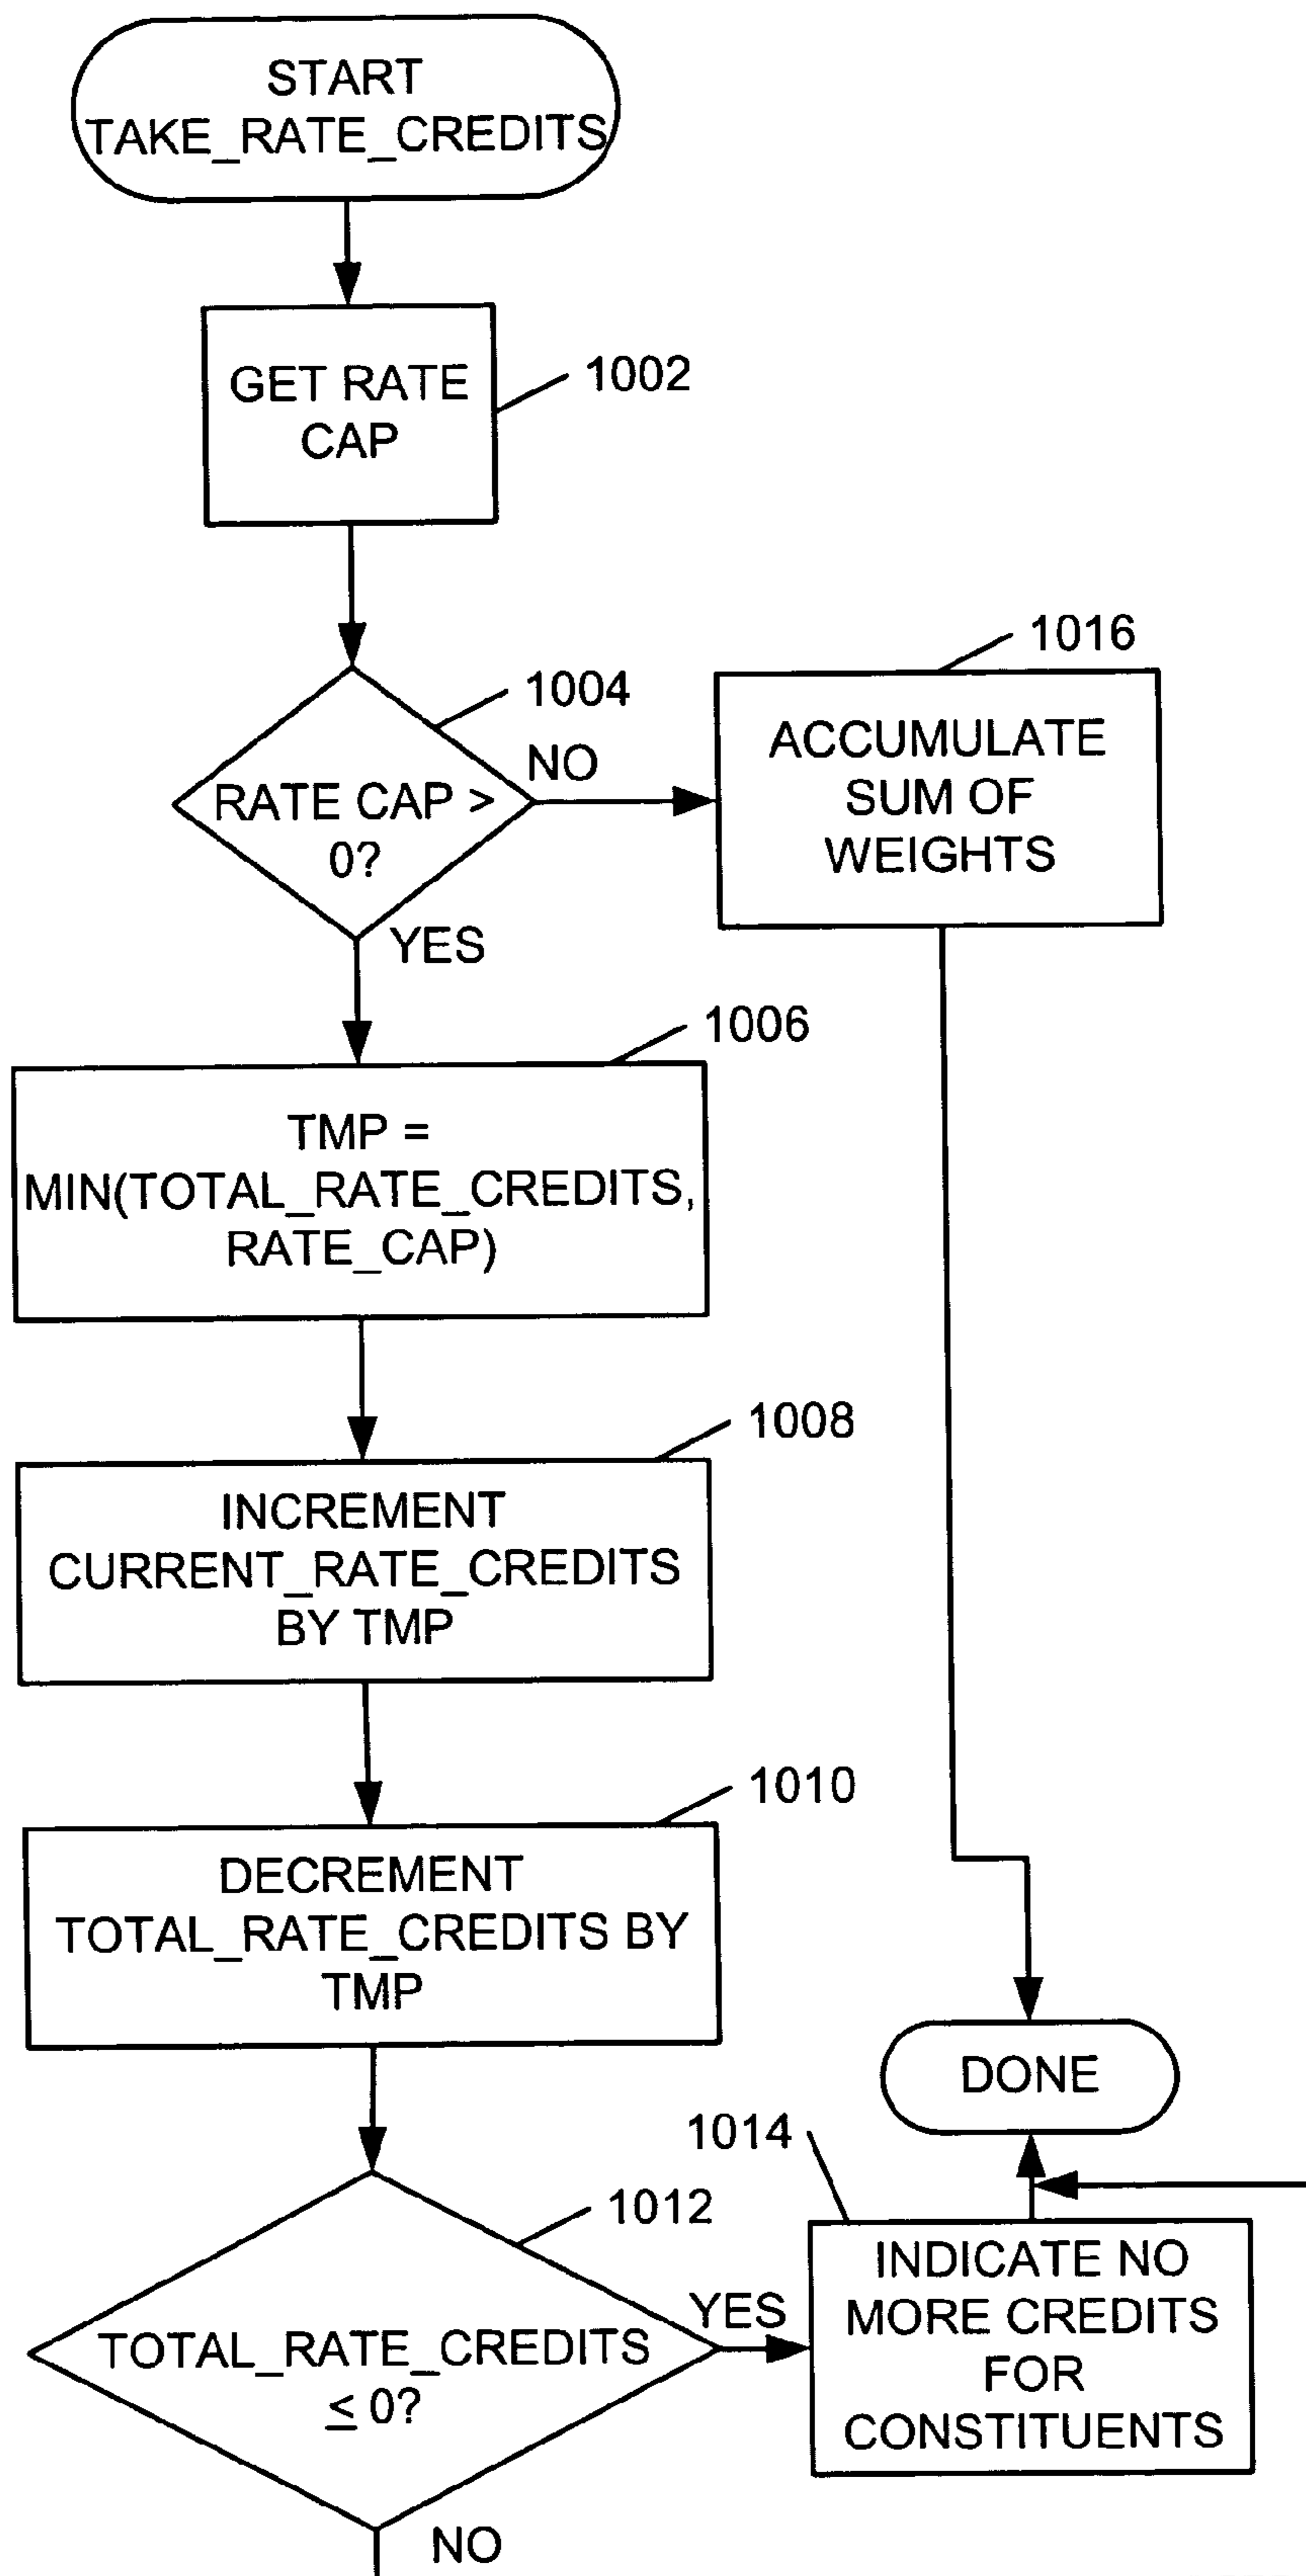 START
TAKE_RATE_CREDITS
GET RATE
CAP
1002
1004
RATE CAP >
0?
NO
YES
1016
ACCUMULATE
SUM OF
WEIGHTS
1006
TMP =
MIN(TOTAL_RATE_CREDITS,
RATE_CAP)
1008
INCREMENT
CURRENT_RATE_CREDITS
BY TMP
1010
DECREMENT
TOTAL_RATE_CREDITS BY
TMP
DONE
1012
TOTAL_RATE_CREDITS
≤ 0?
YES
NO
1014
INDICATE NO
MORE CREDITS
FOR
CONSTITUENTS